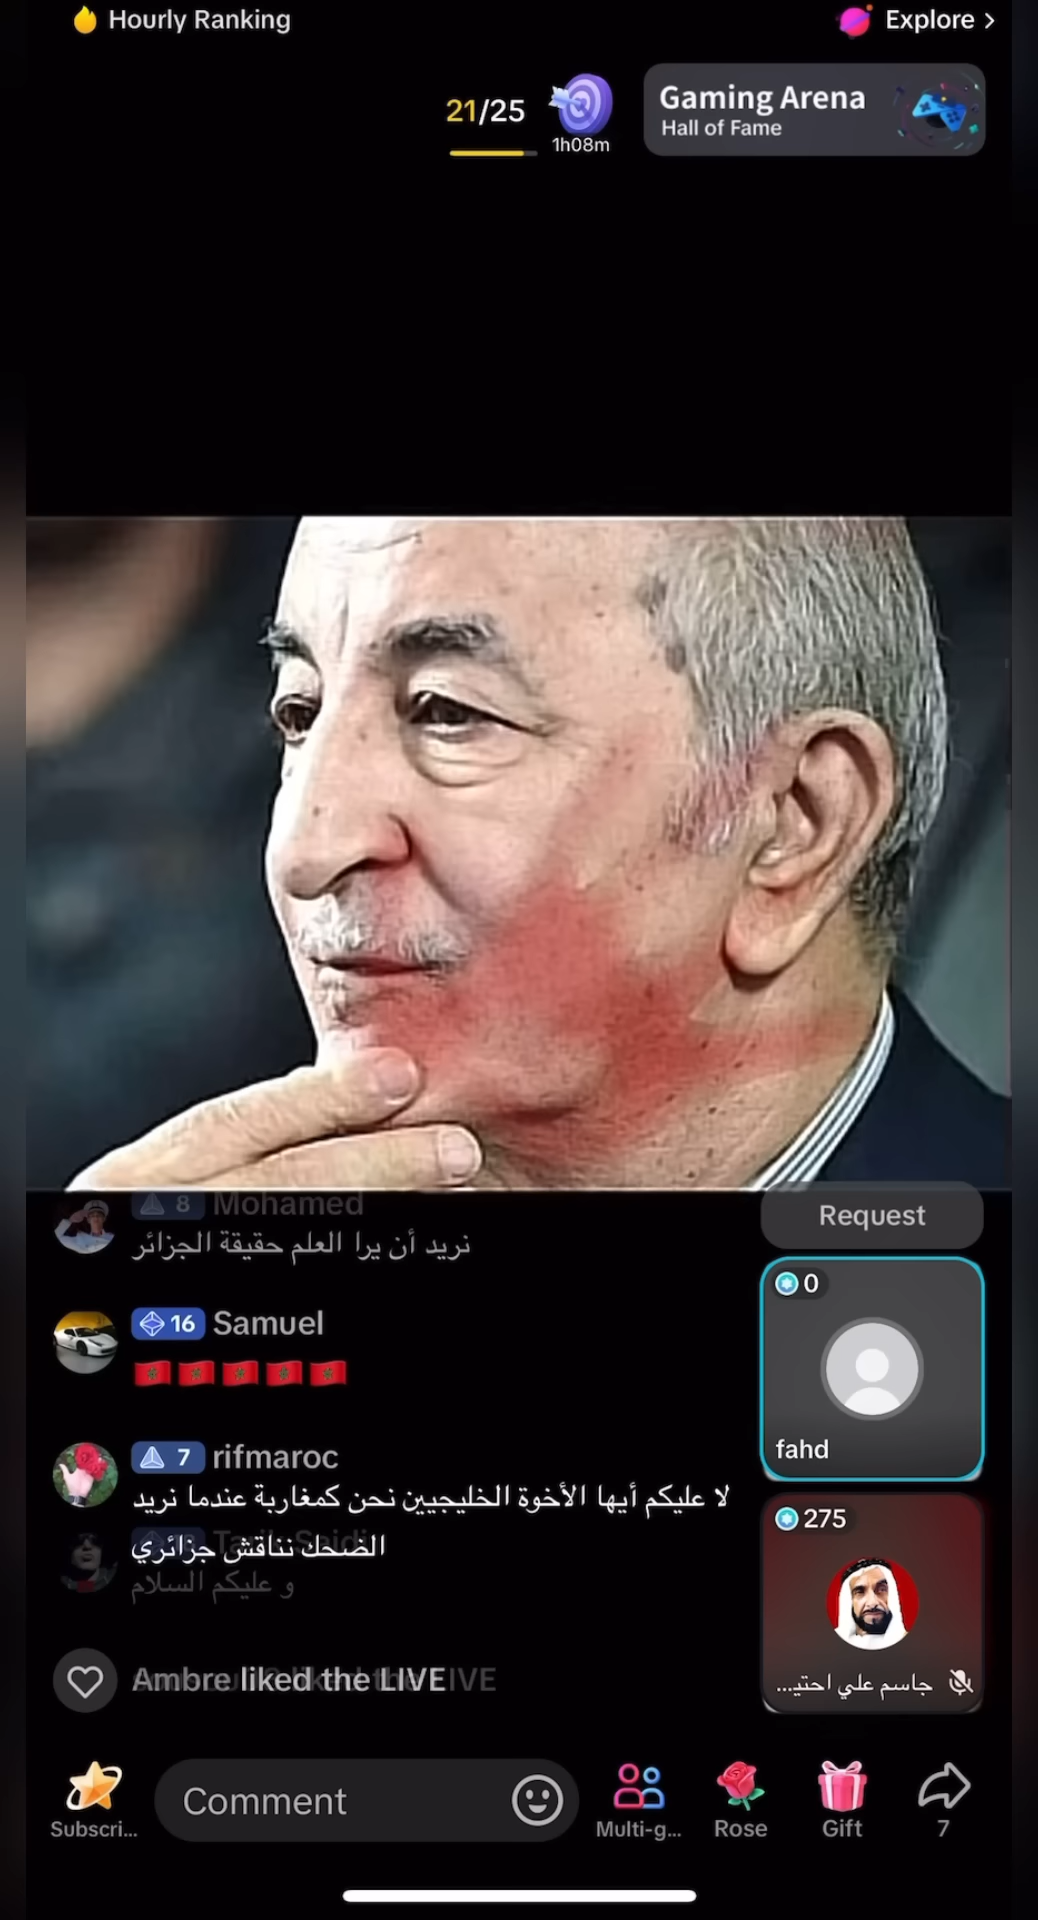 Hourly Ranking
Explore >
21/25
1h08m
Gaming Arena
Hall of Fame
8 Mohamed
نريد أن يرا العلم حقيقة الجزائر
16 Samuel
7 rifmaroc
لا عليكم أيها الأخوة الخليجيين نحن كمغاربة عندما نريد
الضحك نناقش جزائري
و عليكم السلام
Ambre liked the LIVE
Request
0
fahd
275
جاسم علي احتيـ...
Subscri...
Comment
Multi-g...
Rose
Gift
7